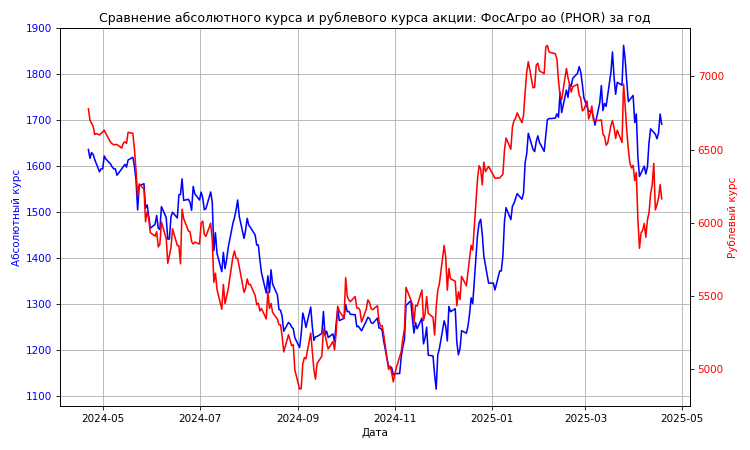 Сравнение абсолютного курса и рублевого курса акции: ФосАгро ао (PHOR) за год
1900
1800
1700
1600
1500
1400
1300
1200
1100
Абсолютный курс
7000
6500
6000
5500
5000
Рублевый курс
2024-05 2024-07 2024-09 2024-11 2025-01 2025-03 2025-05
Дата